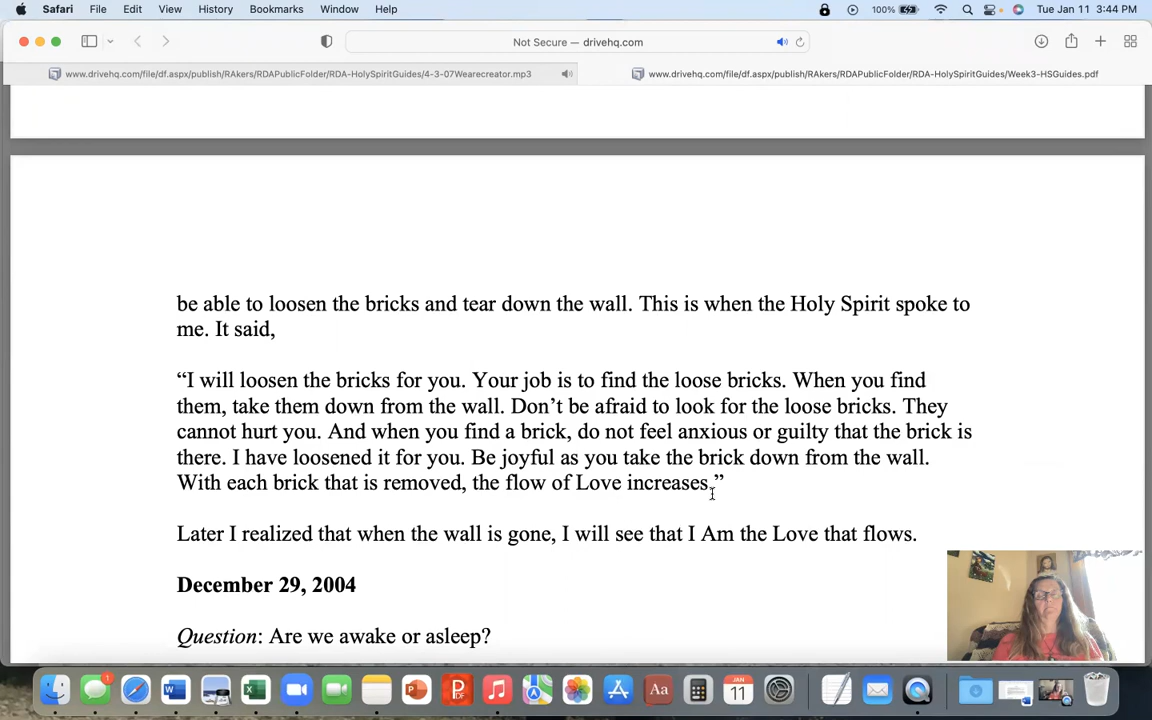 Safari File Edit View History Bookmarks Window Help 100% Tue Jan 11 3:44 PM
Not Secure — drivehq.com
www.drivehq.com/file/df.aspx/publish/RAkers/RDAPublicFolder/RDA-HolySpiritGuides/4-3-07Wearecreator.mp3
www.drivehq.com/file/df.aspx/publish/RAkers/RDAPublicFolder/RDA-HolySpiritGuides/Week3-HSGuides.pdf
be able to loosen the bricks and tear down the wall. This is when the Holy Spirit spoke to
me. It said,
“I will loosen the bricks for you. Your job is to find the loose bricks. When you find
them, take them down from the wall. Don’t be afraid to look for the loose bricks. They
cannot hurt you. And when you find a brick, do not feel anxious or guilty that the brick is
there. I have loosened it for you. Be joyful as you take the brick down from the wall.
With each brick that is removed, the flow of Love increases.”
Later I realized that when the wall is gone, I will see that I Am the Love that flows.
December 29, 2004
Question: Are we awake or asleep?
1
Aa
JAN
11